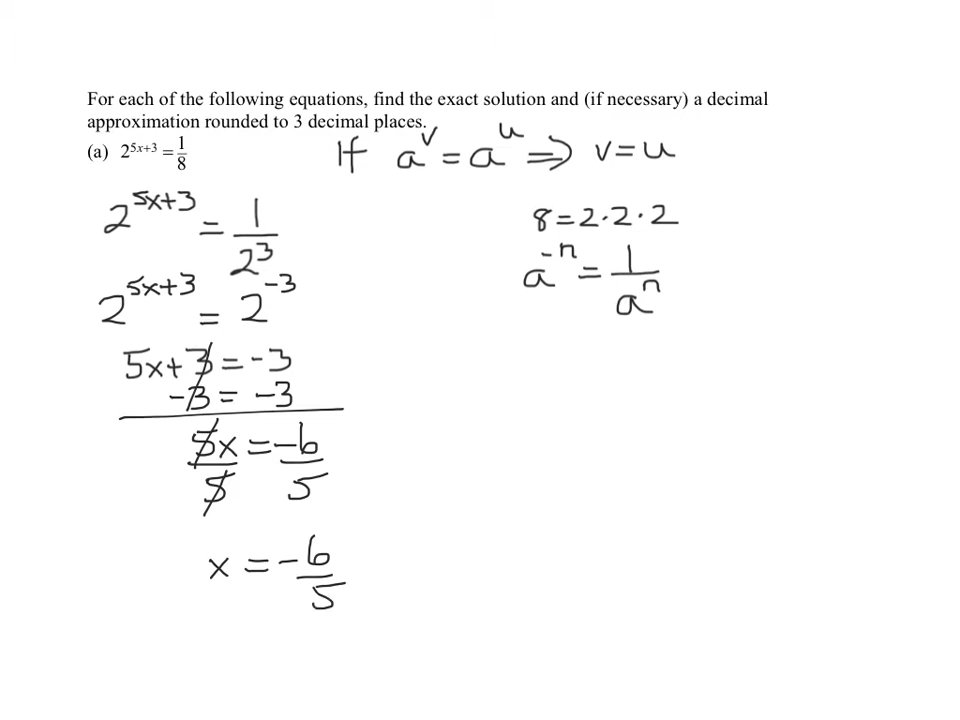 For each of the following equations, find the exact solution and (if necessary) a decimal
approximation rounded to 3 decimal places.
(a) 2^(5x+3) = 1/8
If a^v = a^u ⇒ v=u
2^(5x+3) = 1/2^3
8=2·2·2
2^(5x+3) = 2^-3
a^-n = 1/a^n
5x+3=-3
-3 = -3
5x/5 = -6/5
x = -6/5